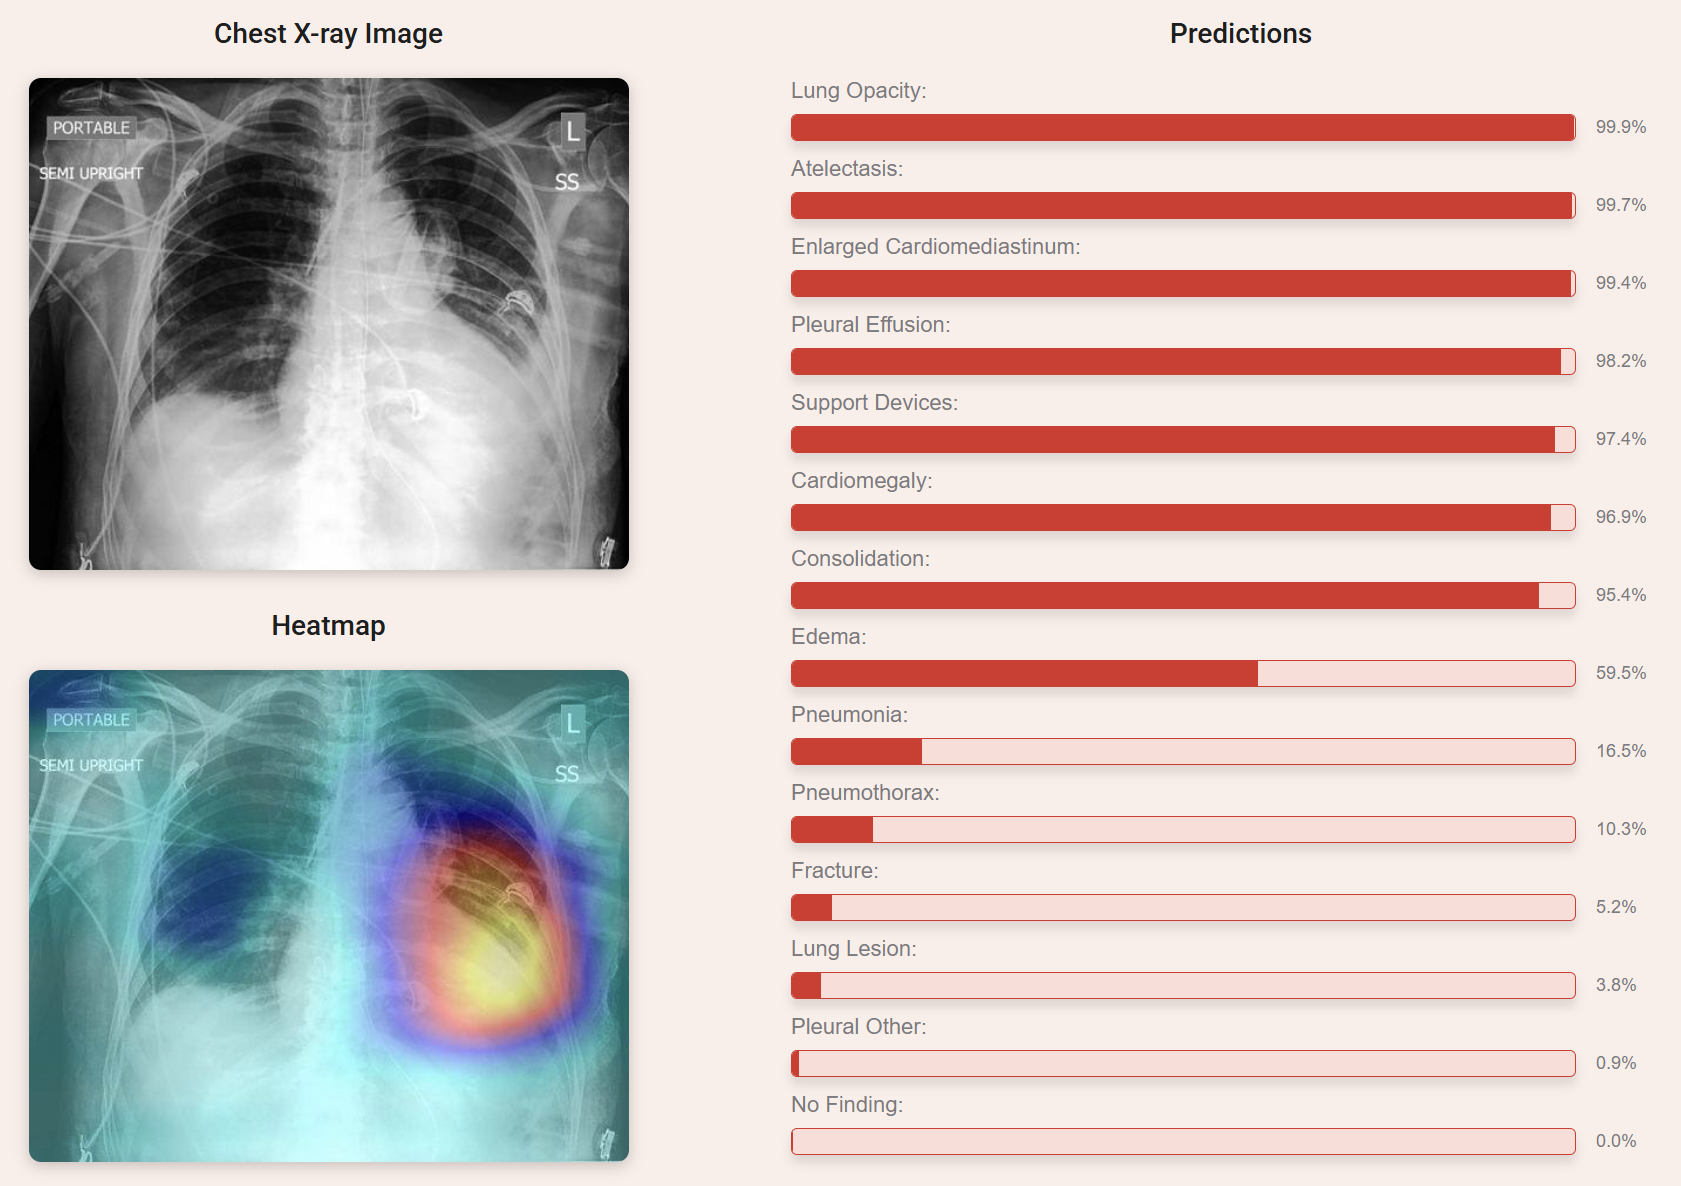 Chest X-ray Image
PORTABLE
L
SEMI UPRIGHT
SS
Heatmap
PORTABLE
L
SEMI UPRIGHT
SS
Predictions
Lung Opacity:
99.9%
Atelectasis:
99.7%
Enlarged Cardiomediastinum:
99.4%
Pleural Effusion:
98.2%
Support Devices:
97.4%
Cardiomegaly:
96.9%
Consolidation:
95.4%
Edema:
59.5%
Pneumonia:
16.5%
Pneumothorax:
10.3%
Fracture:
5.2%
Lung Lesion:
3.8%
Pleural Other:
0.9%
No Finding:
0.0%